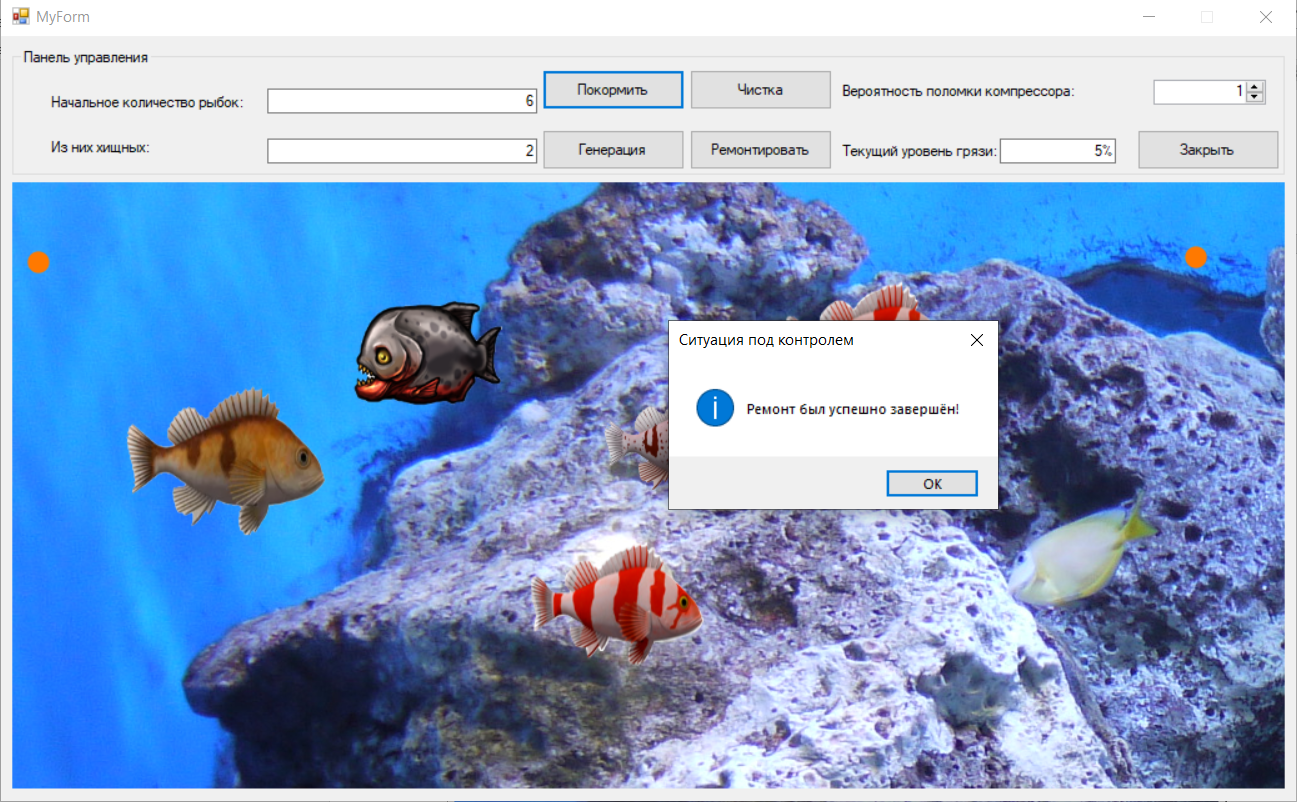 MyForm
Панель управления
Начальное количество рыбок:
6
Покормить
Чистка
Вероятность поломки компрессора:
1
Из них хищных:
2
Генерация
Ремонтировать
Текущий уровень грязи:
5%
Закрыть
Ситуация под контролем
Ремонт был успешно завершён!
OK